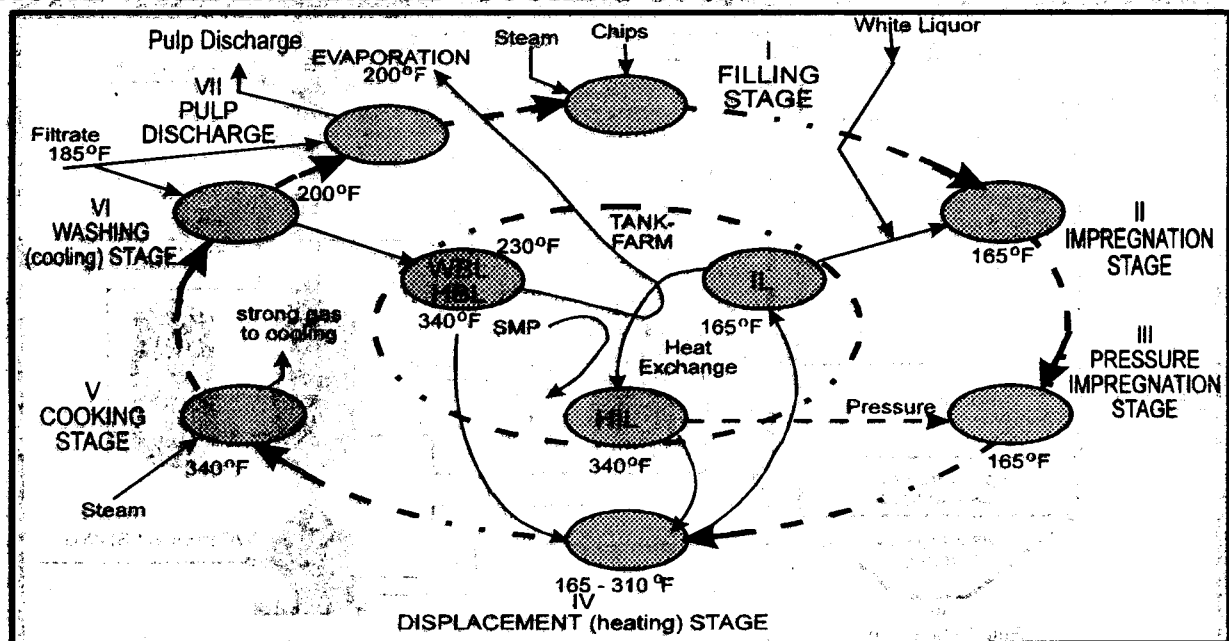 Pulp Discharge
EVAPORATION
200°F
Steam
Chips
White Liquor
I
FILLING
STAGE
VII
PULP
DISCHARGE
Filtrate
185°F
200°F
VI
WASHING
(cooling) STAGE
TANK-
FARM
II
IMPREGNATION
STAGE
165°F
WBL
HBL
230°F
340°F
IL
165°F
strong gas
to cooling
SMP
Heat
Exchange
III
PRESSURE
IMPREGNATION
STAGE
V
COOKING
STAGE
340°F
HIL
340°F
Pressure
165°F
Steam
165 - 310°F
IV
DISPLACEMENT (heating) STAGE